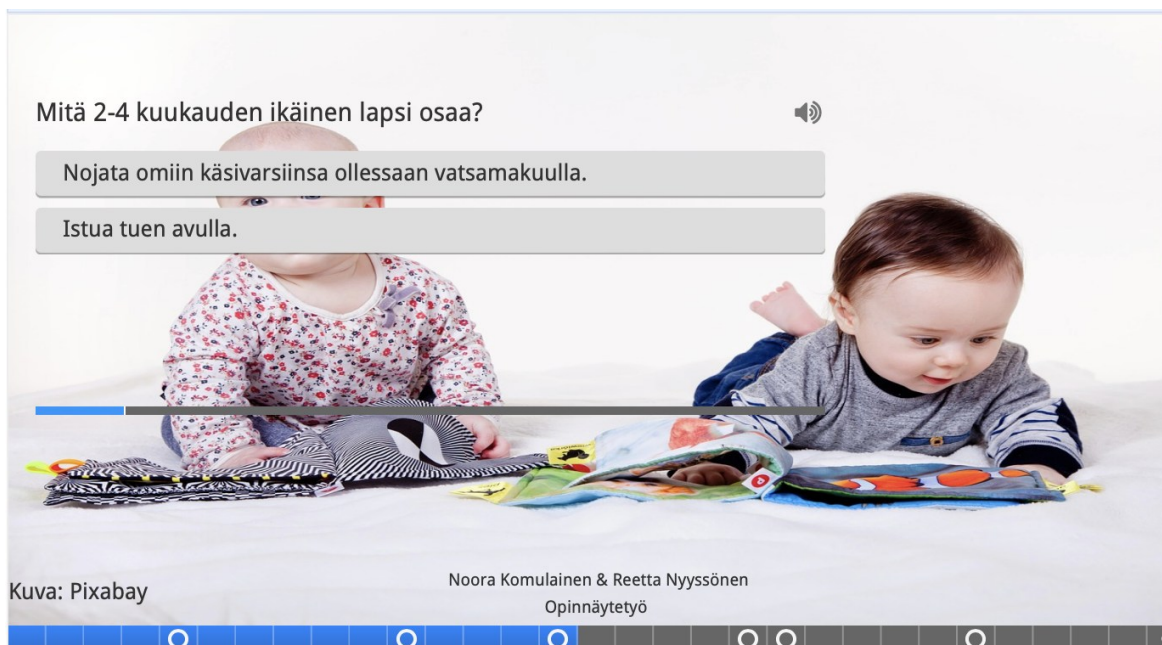 Mitä 2-4 kuukauden ikäinen lapsi osaa?
Nojata omiin käsivarsiinsa ollessaan vatsamakuulla.
Istua tuen avulla.
Kuva: Pixabay
Noora Komulainen & Reetta Nyyssönen
Opinnäytetyö